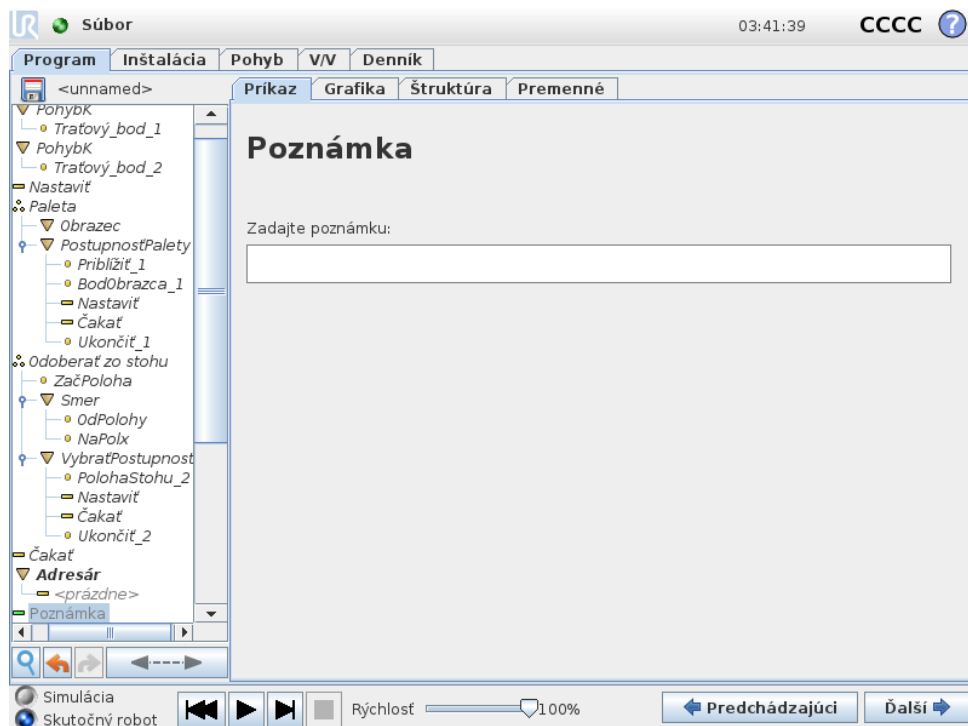 UR Súbor 03:41:39 CCCC ?
Program Inštalácia Pohyb V/V Denník
<unnamed> Príkaz Grafika Štruktúra Premenné
PohybK
Traťový_bod_1
PohybK
Traťový_bod_2
Nastaviť
Paleta
Obrazec
PostupnosťPalety
Priblížiť_1
BodObrazca_1
Nastaviť
Čakať
Ukončiť_1
Odoberať zo stohu
ZačPoloha
Smer
OdPolohy
NaPolx
VybraťPostupnosť
PolohaStohu_2
Nastaviť
Čakať
Ukončiť_2
Čakať
Adresár
<prázdne>
Poznámka
Poznámka
Zadajte poznámku:
Simulácia
Skutočný robot
Rýchlosť 100%
Predchádzajúci Ďalší